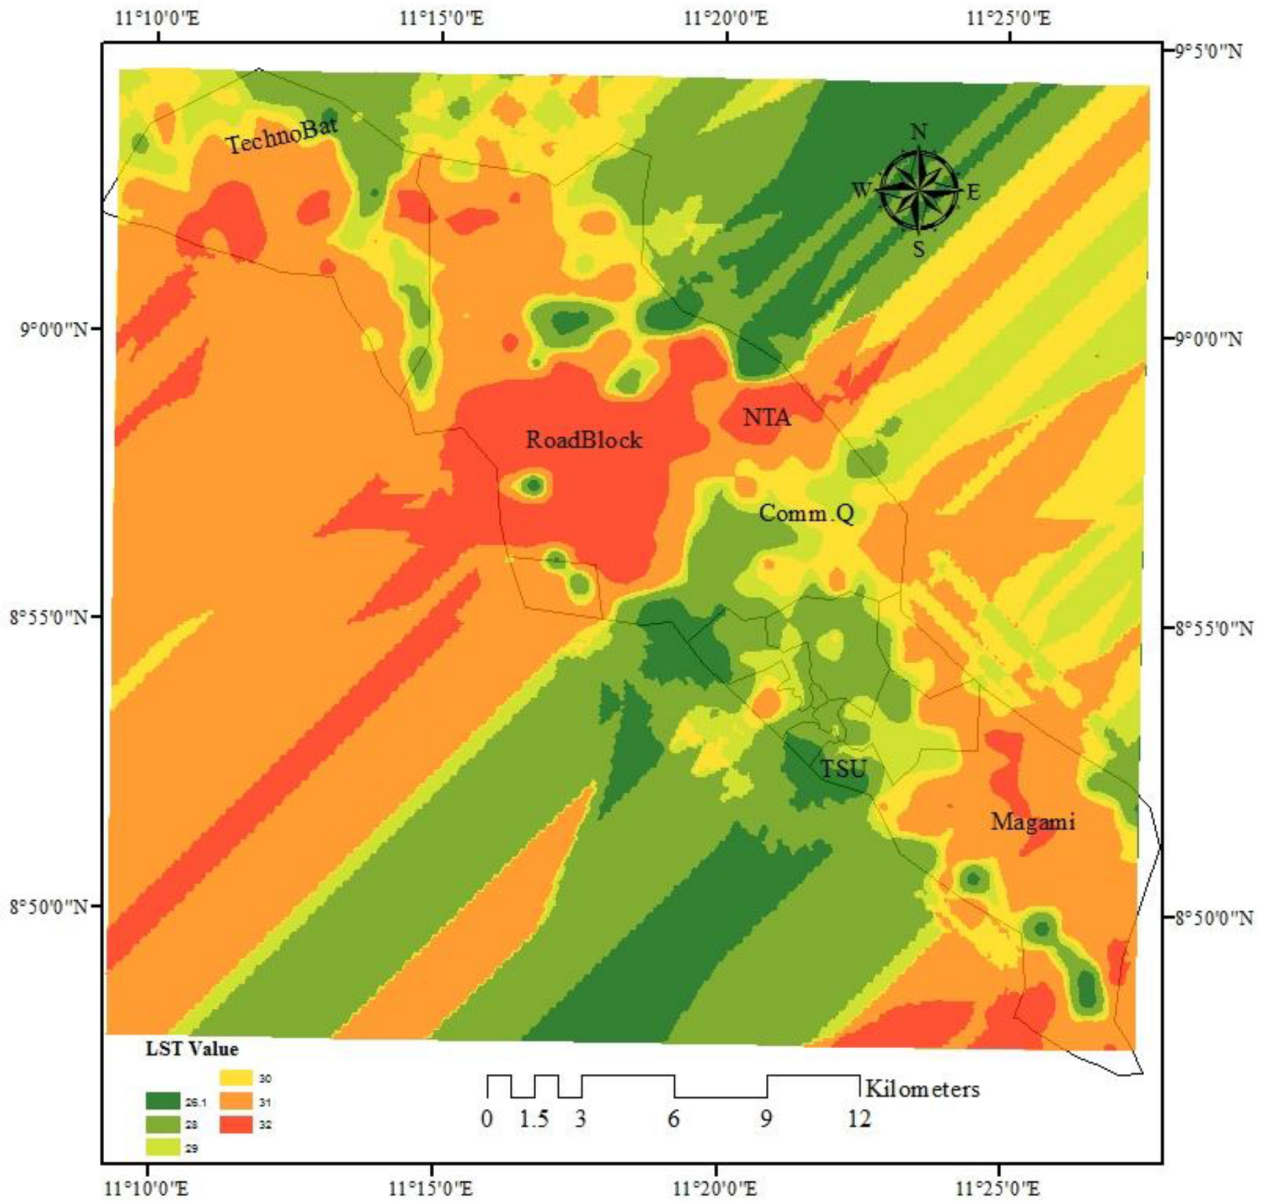 11°10'0"E 11°15'0"E 11°20'0"E 11°25'0"E
9°5'0"N
N
TechnoBat
W E
S
9°0'0"N 9°0'0"N
NTA
RoadBlock
Comm.Q
8°55'0"N 8°55'0"N
TSU
Magami
8°50'0"N 8°50'0"N
LST Value
30
26.1 31
28 32
29
Kilometers
0 1.5 3 6 9 12
11°10'0"E 11°15'0"E 11°20'0"E 11°25'0"E